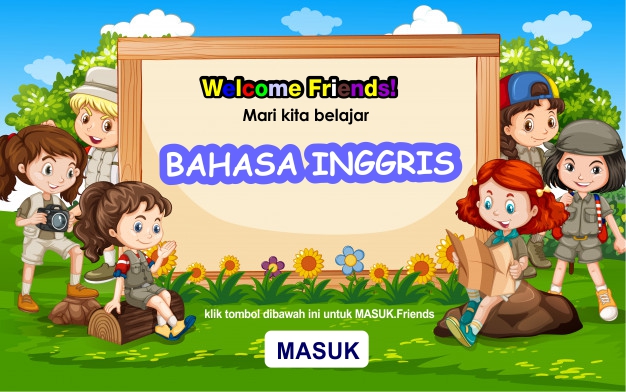 Welcome Friends!
Mari kita belajar
BAHASA INGGRIS
klik tombol dibawah ini untuk MASUK.Friends
MASUK